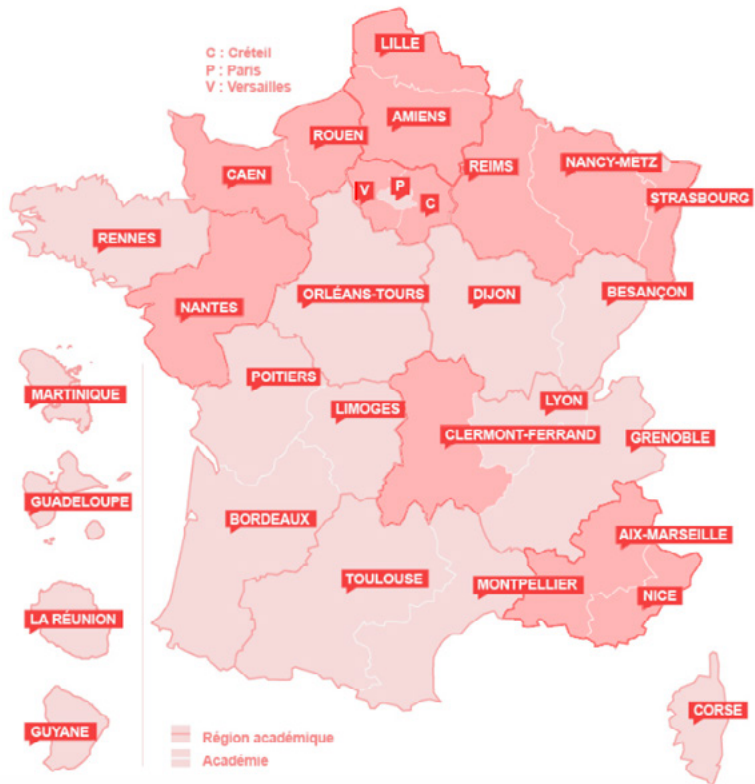 LILLE
C : Créteil
P : Paris
V : Versailles
AMIENS
ROUEN
CAEN
REIMS
NANCY-METZ
V
P
C
STRASBOURG
RENNES
NANTES
ORLÉANS-TOURS
DIJON
BESANÇON
POITIERS
MARTINIQUE
LIMOGES
LYON
CLERMONT-FERRAND
GRENOBLE
GUADELOUPE
BORDEAUX
AIX-MARSEILLE
TOULOUSE
MONTPELLIER
NICE
LA RÉUNION
GUYANE
CORSE
Région académique
Académie